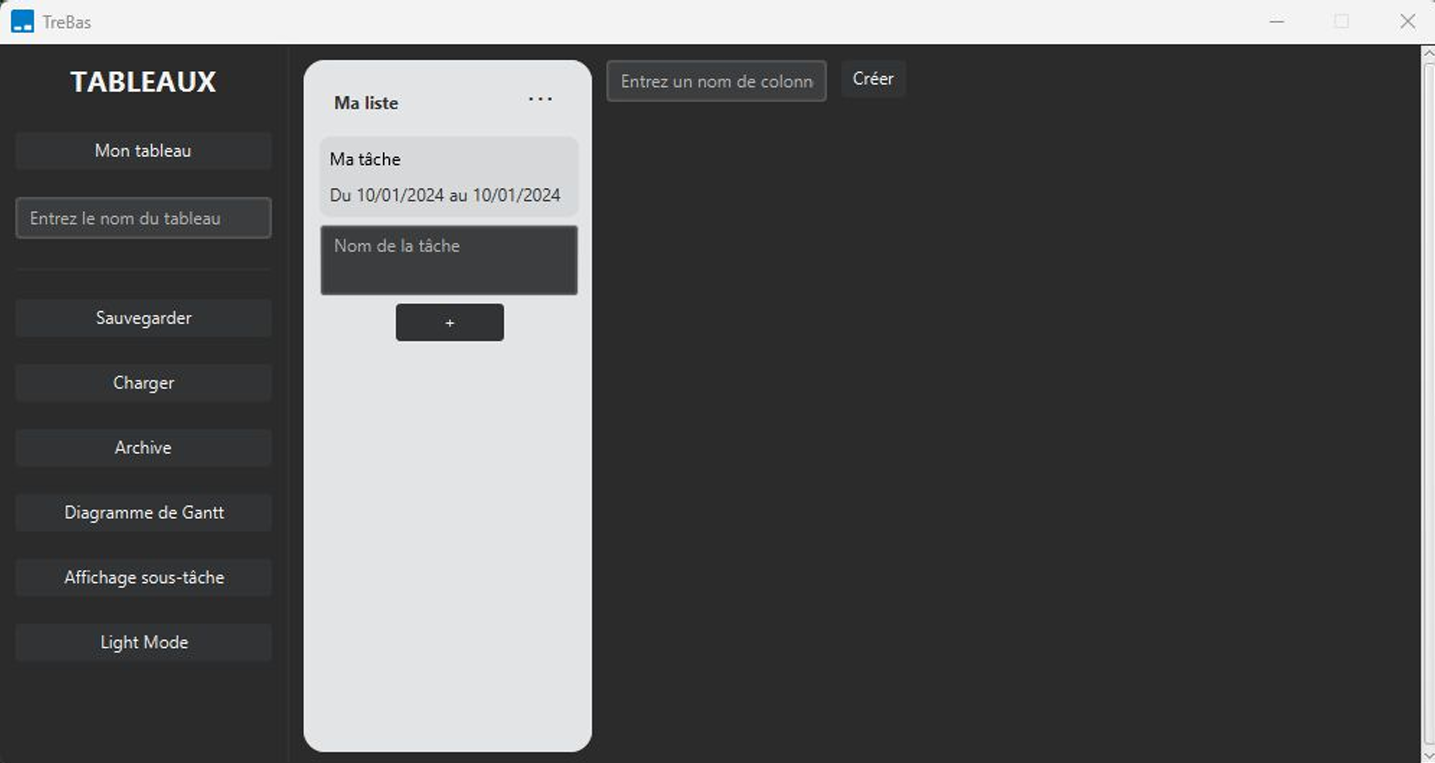 TreBas
TABLEAUX
Mon tableau
Entrez le nom du tableau
Sauvegarder
Charger
Archive
Diagramme de Gantt
Affichage sous-tâche
Light Mode
Ma liste
...
Ma tâche
Du 10/01/2024 au 10/01/2024
Nom de la tâche
+
Entrez un nom de colonn
Créer